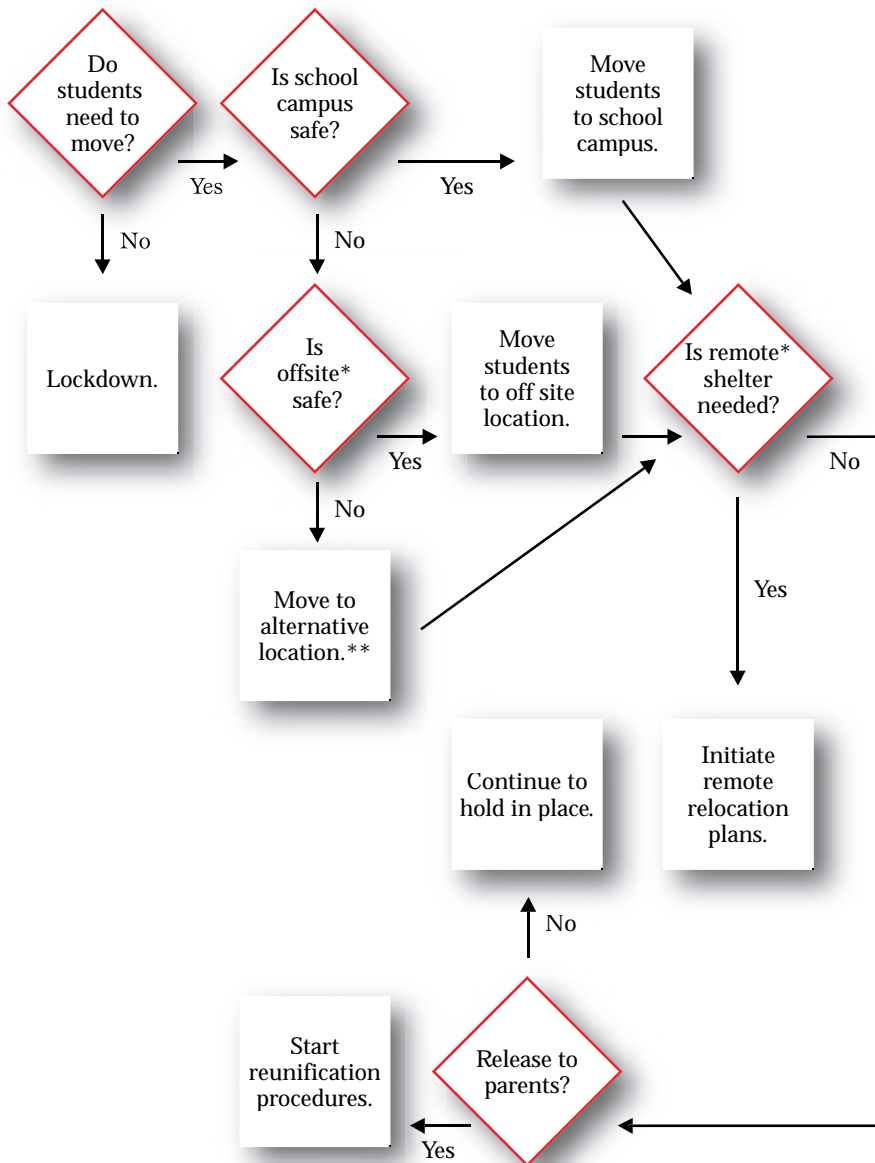 Do
students
need to
move?
Yes
Is school
campus
safe?
Yes
Move
students
to school
campus.
No
No
Lockdown.
Is
offsite*
safe?
Yes
Move
students
to off site
location.
Is remote*
shelter
needed?
No
No
Yes
Move to
alternative
location.**
Continue to
hold in place.
Initiate
remote
relocation
plans.
No
Start
reunification
procedures.
Release to
parents?
Yes